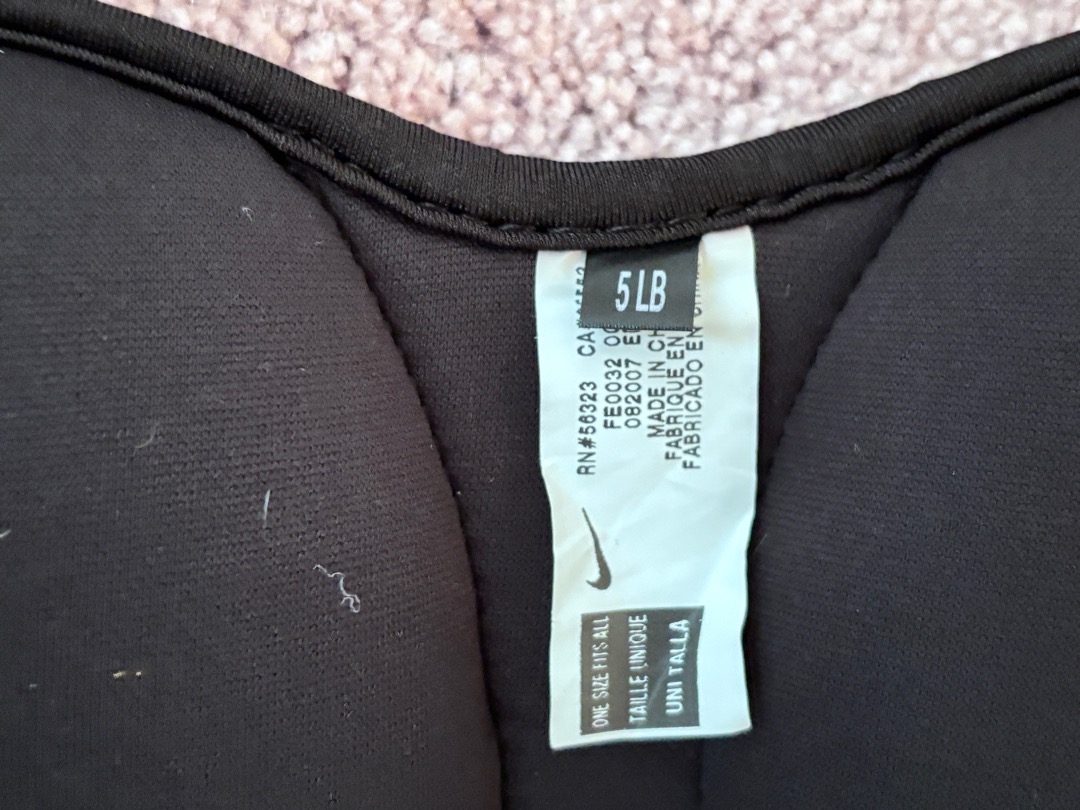 5 LB
RN#56323 CA
FE0032
082007
MADE IN
FABRIQUE EN
FABRICADO EN
ONE SIZE FITS ALL
TAILLE UNIQUE
UNI TALLA